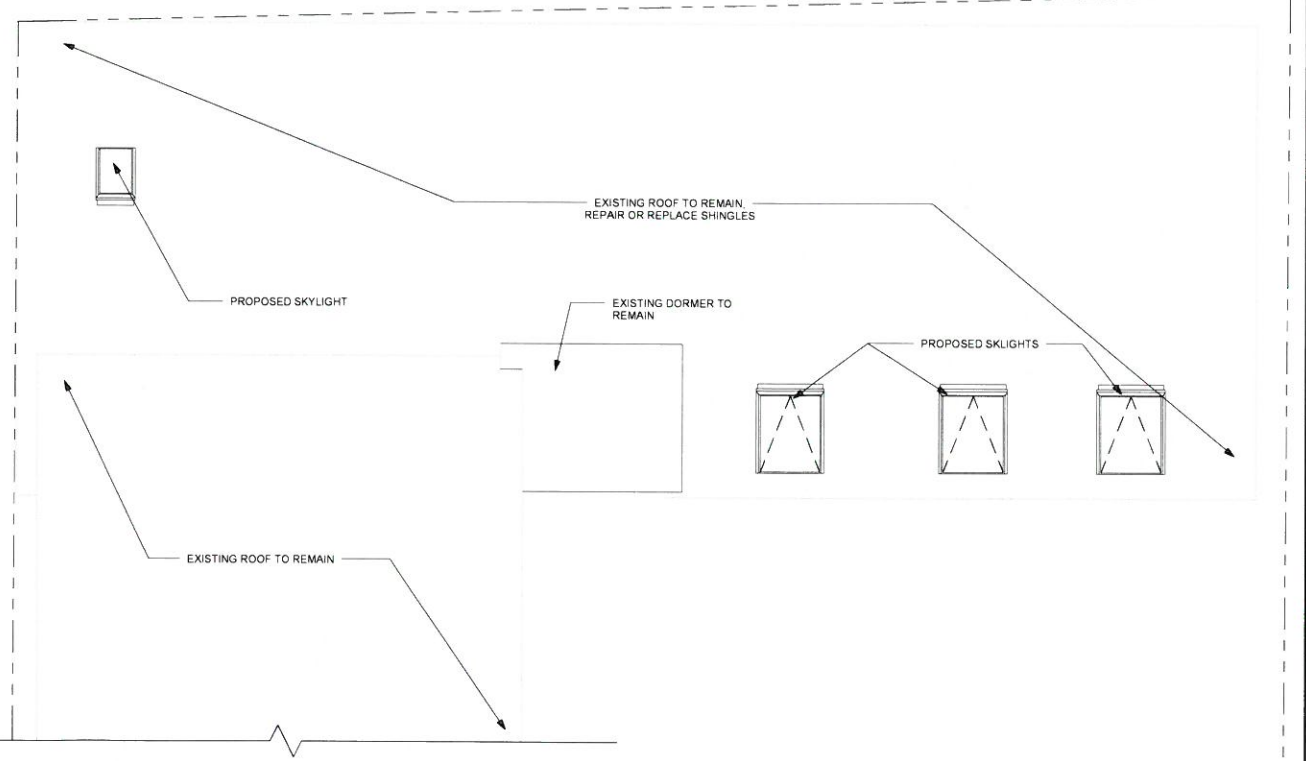 EXISTING ROOF TO REMAIN,
REPAIR OR REPLACE SHINGLES
PROPOSED SKYLIGHT
EXISTING DORMER TO
REMAIN
PROPOSED SKLIGHTS
EXISTING ROOF TO REMAIN